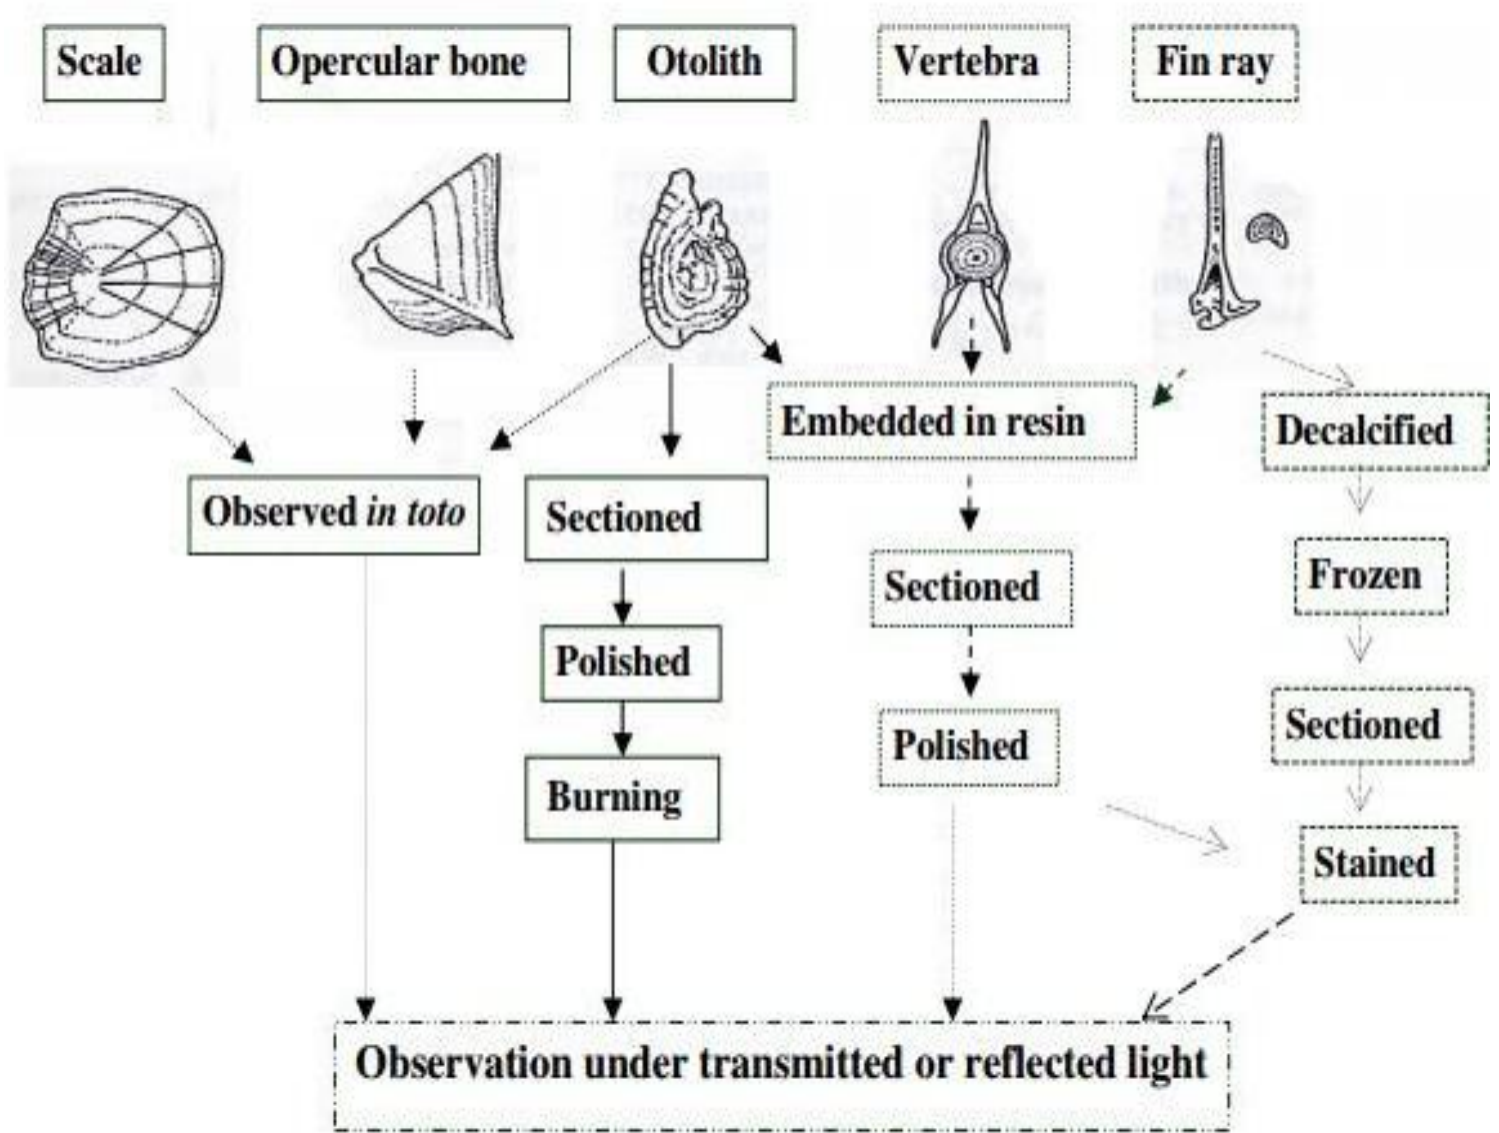 Scale
Opercular bone
Otolith
Vertebra
Fin ray
Embedded in resin
Decalcified
Observed in toto
Sectioned
Sectioned
Frozen
Polished
Polished
Sectioned
Burning
Stained
Observation under transmitted or reflected light